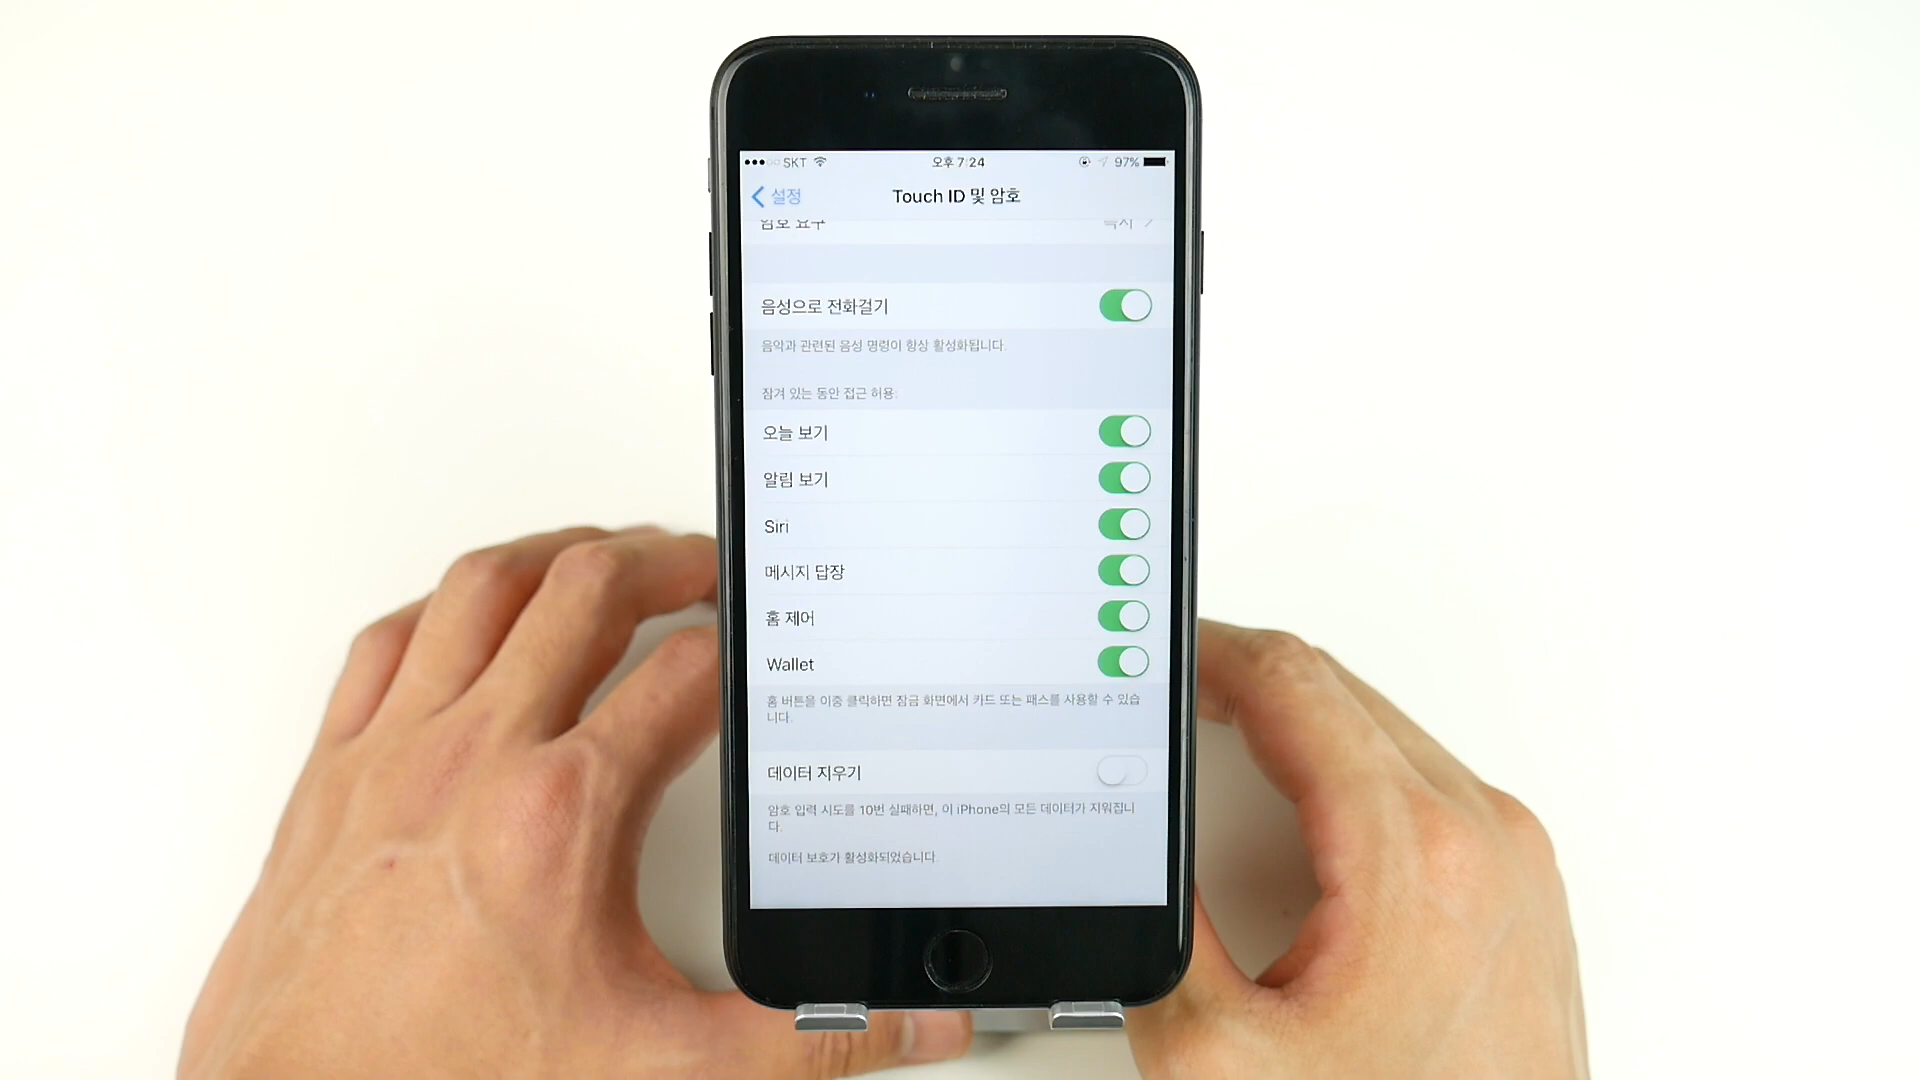 SKT 오후 7:24 97%
설정 Touch ID 및 암호
암호 요구 즉시
음성으로 전화걸기
음악과 관련된 음성 명령이 항상 활성화됩니다.
잠겨 있는 동안 접근 허용:
오늘 보기
알림 보기
Siri
메시지 답장
홈 제어
Wallet
홈 버튼을 이중 클릭하면 잠금 화면에서 카드 또는 패스를 사용할 수 있습
니다.
데이터 지우기
암호 입력 시도를 10번 실패하면, 이 iPhone의 모든 데이터가 지워집니
다.
데이터 보호가 활성화되었습니다.